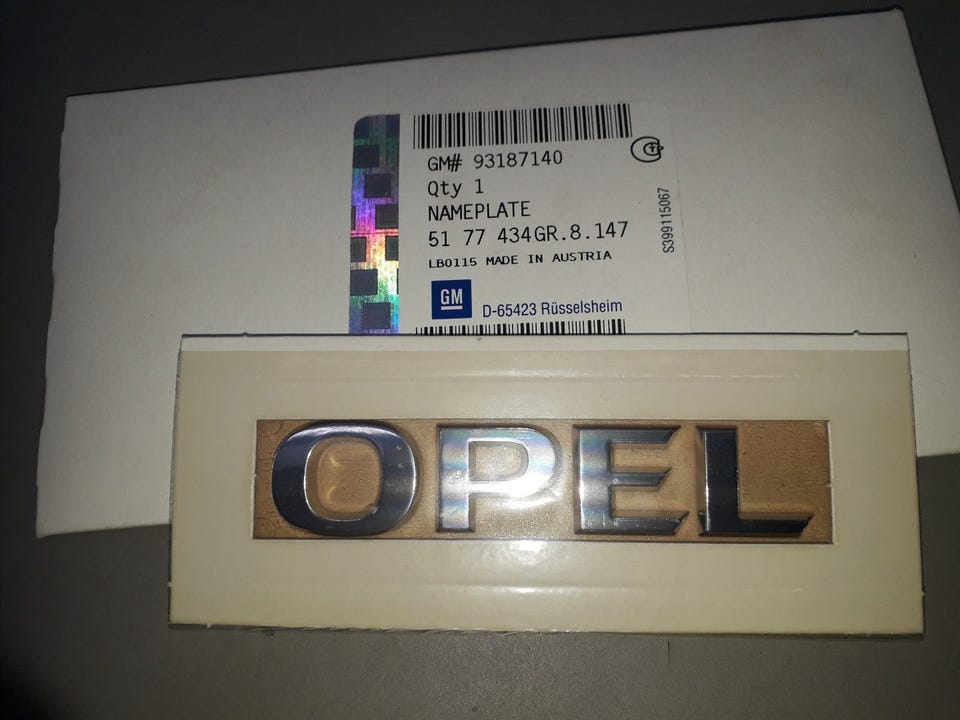 GM# 93187140
Qty 1
NAMEPLATE
51 77 434GR.8.147
LB0115 MADE IN AUSTRIA
GM
D-65423 Rüsselsheim
S399115067
OPEL